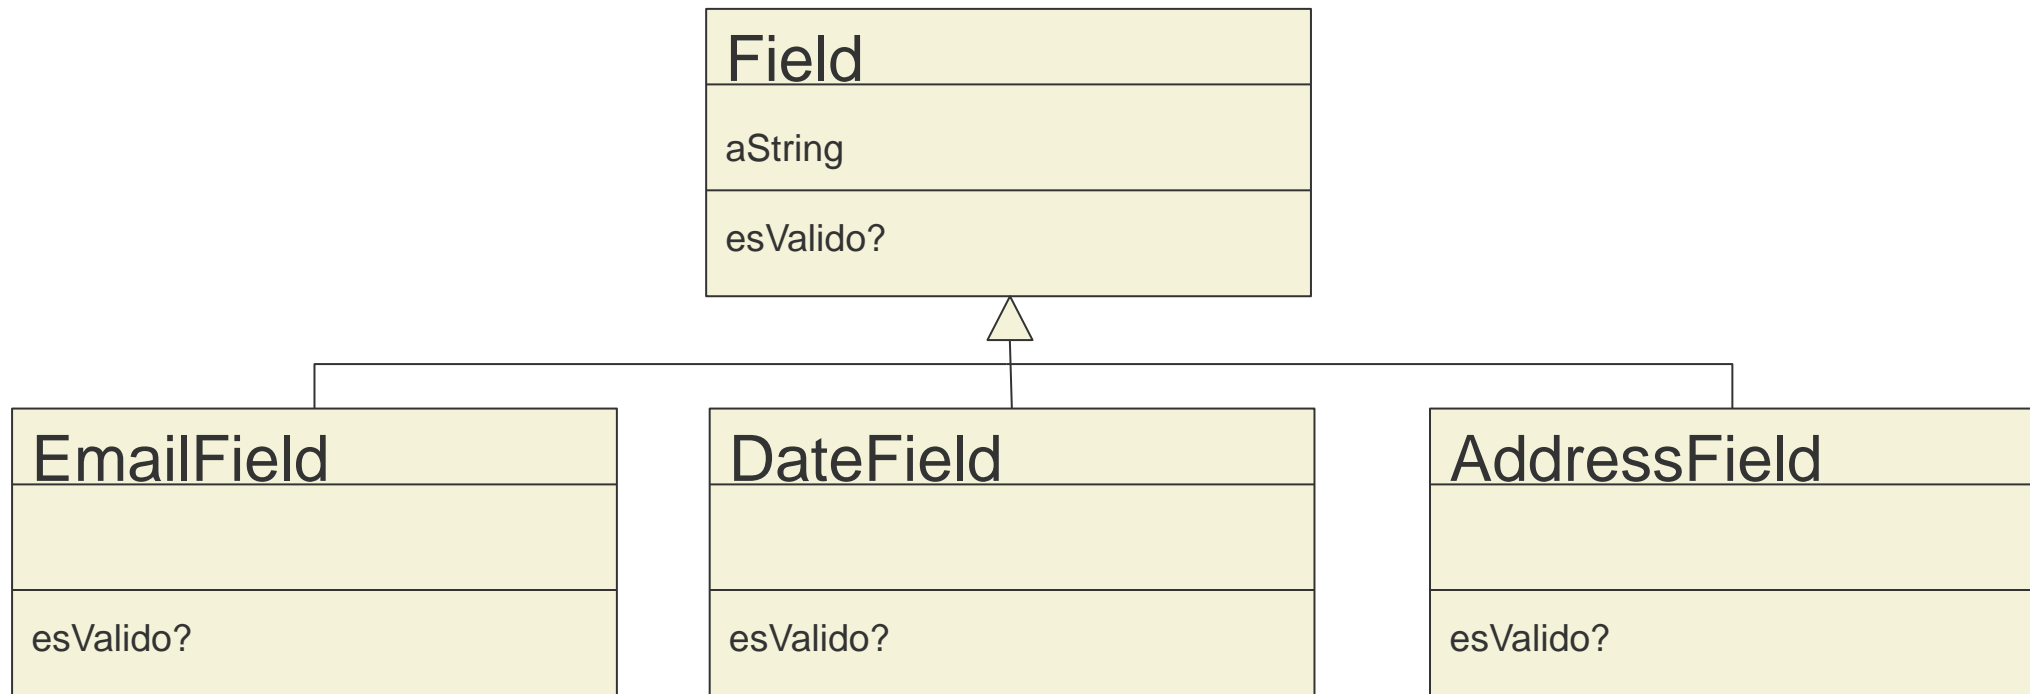 Field
aString
esValido?
EmailField
esValido?
DateField
esValido?
AddressField
esValido?